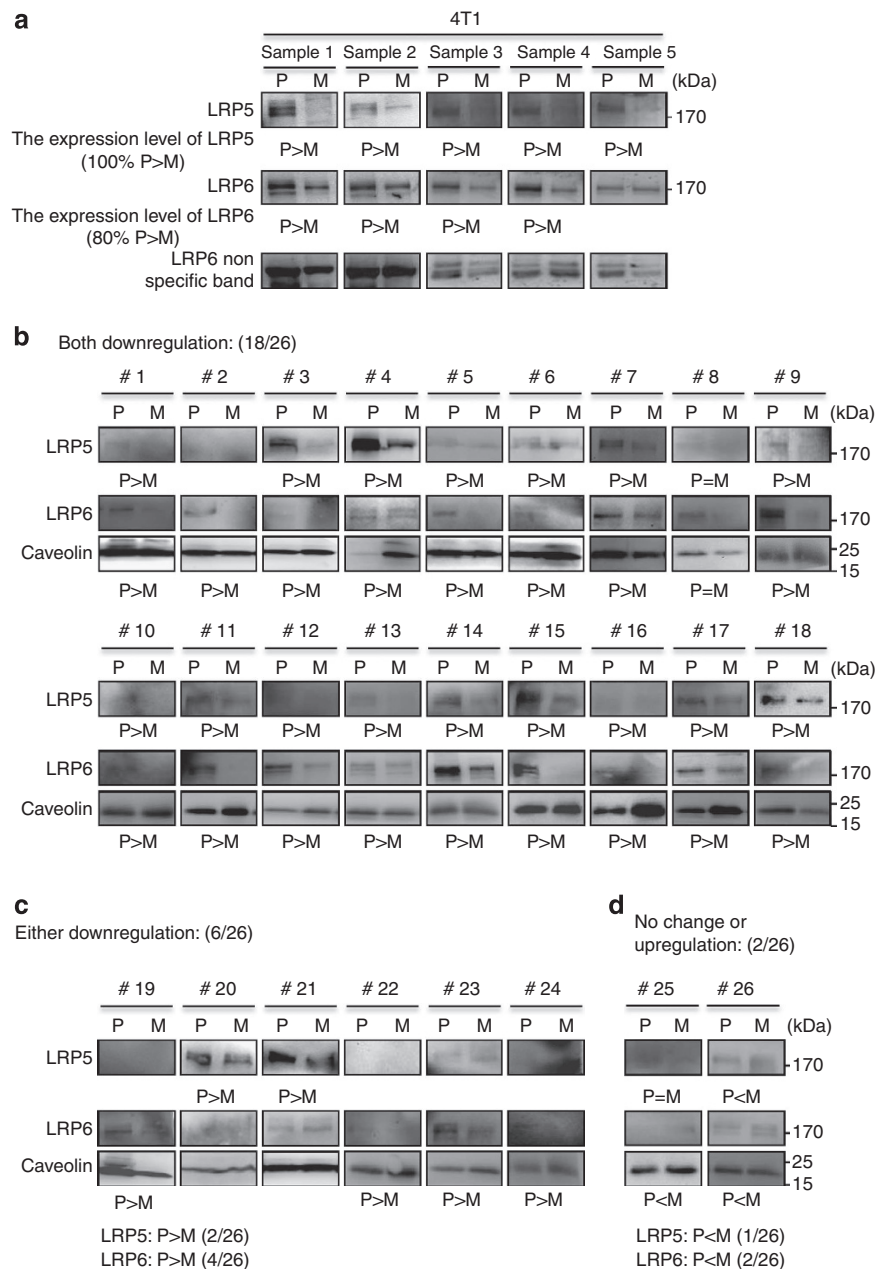 a
4T1
Sample 1 Sample 2 Sample 3 Sample 4 Sample 5
P M P M P M P M P M (kDa)
LRP5 170
The expression level of LRP5
(100% P>M) P>M P>M P>M P>M P>M
LRP6 170
The expression level of LRP6
(80% P>M) P>M P>M P>M P>M
LRP6 non
specific band
b
Both downregulation: (18/26)
# 1 # 2 # 3 # 4 # 5 # 6 # 7 # 8 # 9
P M P M P M P M P M P M P M P M P M (kDa)
LRP5 170
P>M P>M P>M P>M P>M P>M P=M P>M
LRP6 170
Caveolin 25
15
P>M P>M P>M P>M P>M P>M P>M P=M P>M
# 10 # 11 # 12 # 13 # 14 # 15 # 16 # 17 # 18
P M P M P M P M P M P M P M P M P M (kDa)
LRP5 170
P>M P>M P>M P>M P>M P>M P>M P>M P>M
LRP6 170
Caveolin 25
15
P>M P>M P>M P>M P>M P>M P>M P>M P>M
c
Either downregulation: (6/26)
# 19 # 20 # 21 # 22 # 23 # 24
P M P M P M P M P M P M
LRP5
P>M P>M
LRP6
Caveolin
P>M P>M P>M P>M
LRP5: P>M (2/26)
LRP6: P>M (4/26)
d
No change or
upregulation: (2/26)
# 25 # 26
P M P M (kDa)
170
P=M P<M
170
25
15
P<M P<M
LRP5: P<M (1/26)
LRP6: P<M (2/26)